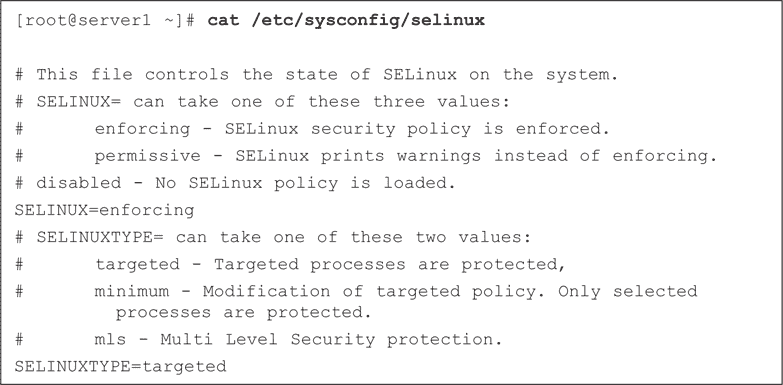 [root@server1 ~]# cat /etc/sysconfig/selinux
# This file controls the state of SELinux on the system.
# SELINUX= can take one of these three values:
#      enforcing - SELinux security policy is enforced.
#      permissive - SELinux prints warnings instead of enforcing.
# disabled - No SELinux policy is loaded.
SELINUX=enforcing
# SELINUXTYPE= can take one of these two values:
#      targeted - Targeted processes are protected,
#      minimum - Modification of targeted policy. Only selected
processes are protected.
#      mls - Multi Level Security protection.
SELINUXTYPE=targeted